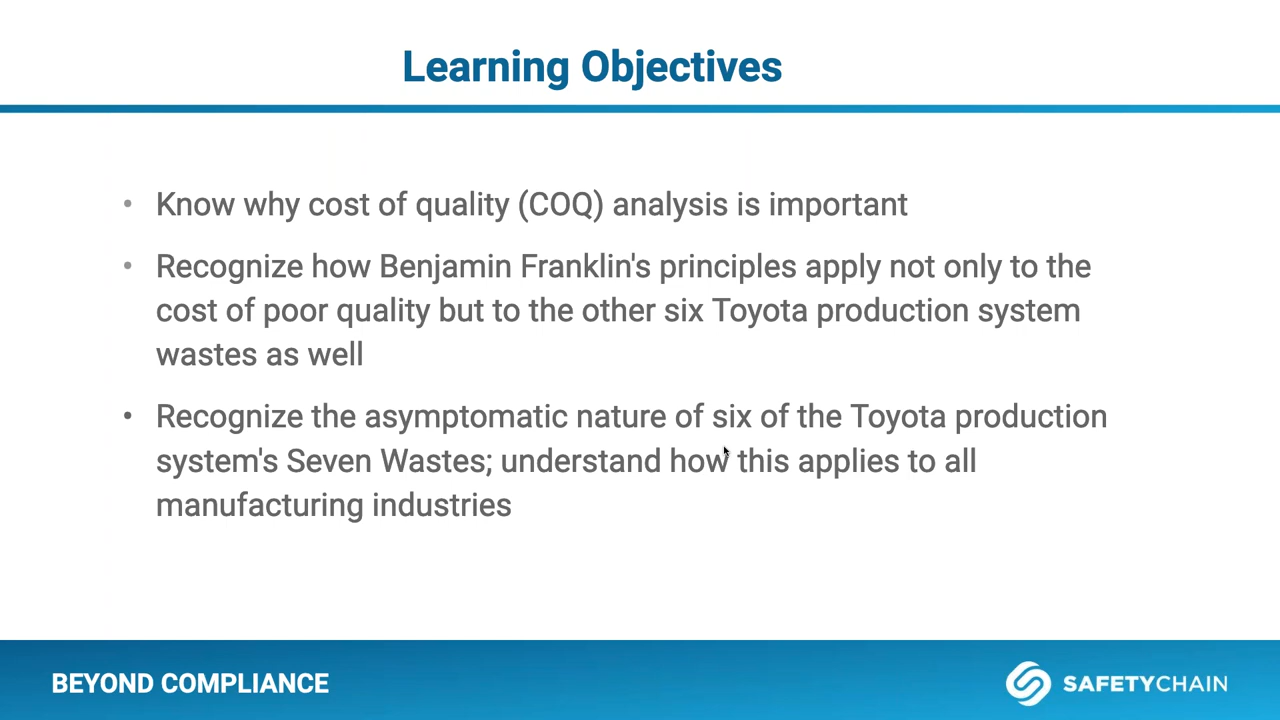 Learning Objectives
• Know why cost of quality (COQ) analysis is important
• Recognize how Benjamin Franklin's principles apply not only to the
cost of poor quality but to the other six Toyota production system
wastes as well
• Recognize the asymptomatic nature of six of the Toyota production
system's Seven Wastes; understand how this applies to all
manufacturing industries
BEYOND COMPLIANCE
SAFETYCHAIN